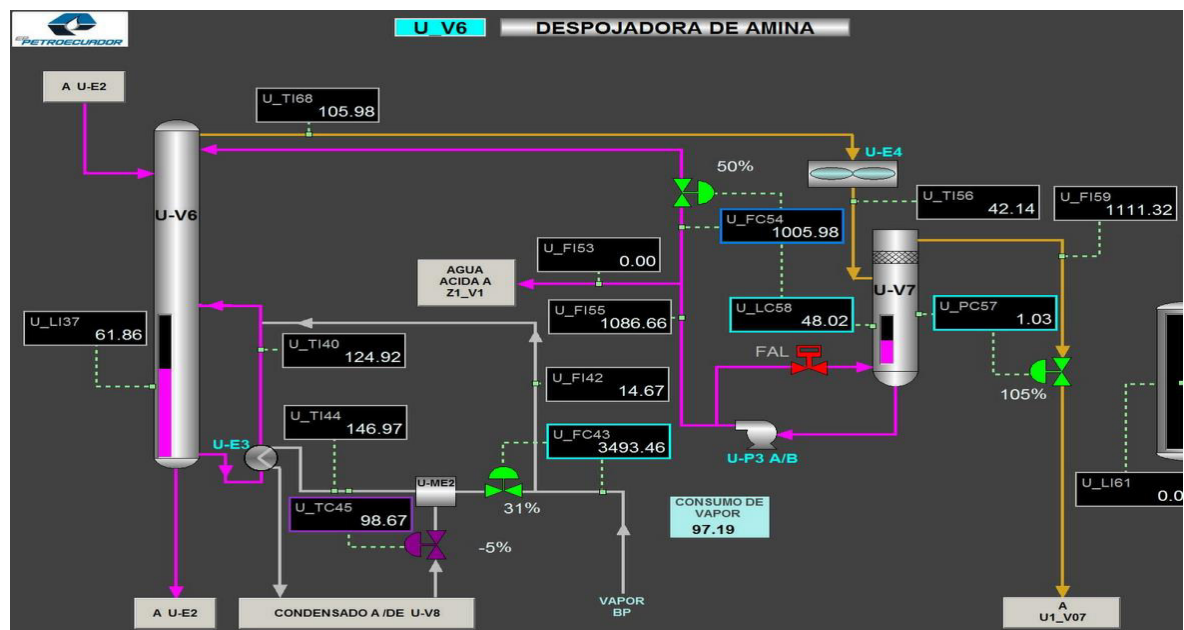 EP PETROECUADOR
U_V6
DESPOJADORA DE AMINA
A U-E2
U_TI68
105.98
U-E4
50%
U_TI56
42.14
U_FI59
1111.32
U-V6
U_FC54
1005.98
U_FI53
0.00
AGUA
ACIDA A
Z1_V1
U-V7
U_LI37
61.86
U_FI55
1086.66
U_LC58
48.02
U_PC57
1.03
U_TI40
124.92
FAL
105%
U_FI42
14.67
U_TI44
146.97
U-E3
U_FC43
3493.46
U-P3 A/B
U-ME2
U_LI61
0.0
U_TC45
98.67
31%
CONSUMO DE
VAPOR
97.19
-5%
A U-E2
CONDENSADO A /DE U-V8
VAPOR
BP
A
U1_V07